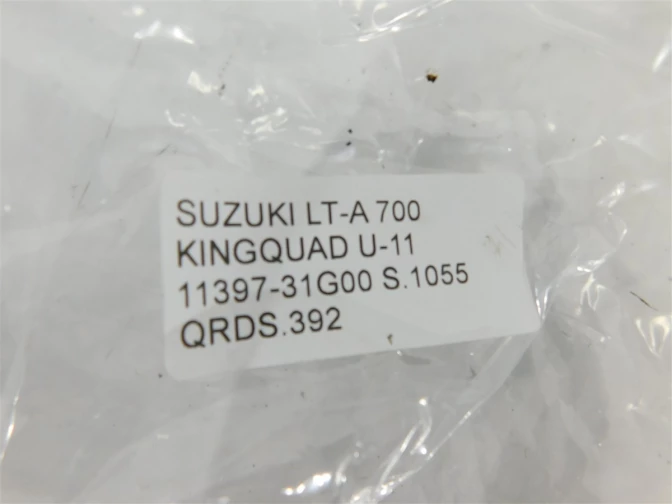 SUZUKI LT-A 700
KINGQUAD U-11
11397-31G00 S.1055
QRDS.392